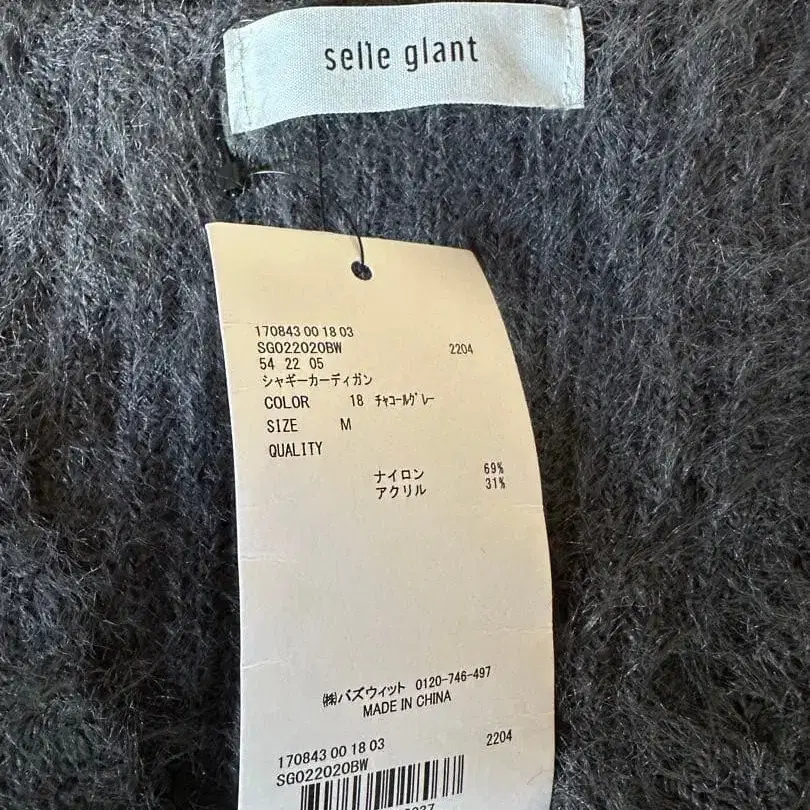 selle glant
170843 00 18 03
SG022020BW 2204
54 22 05
シャギーカーディガン
COLOR 18 チャコールグレー
SIZE M
QUALITY
ナイロン 69%
アクリル 31%
㈱バズウィット 0120-746-497
MADE IN CHINA
170843 00 18 03 2204
SG022020BW